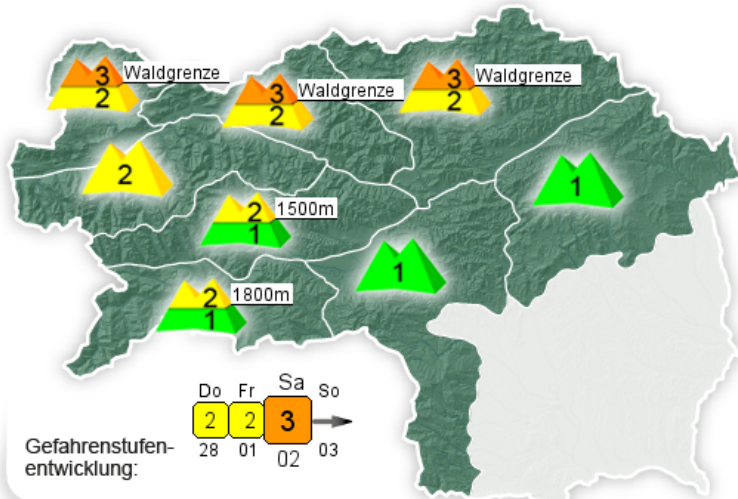 3 Waldgrenze
2
3 Waldgrenze
2
3 Waldgrenze
2
2
1
2 1500m
1
1
2 1800m
1
Do Fr Sa So
2 2 3
28 01 02 03
Gefahrenstufen-
entwicklung: